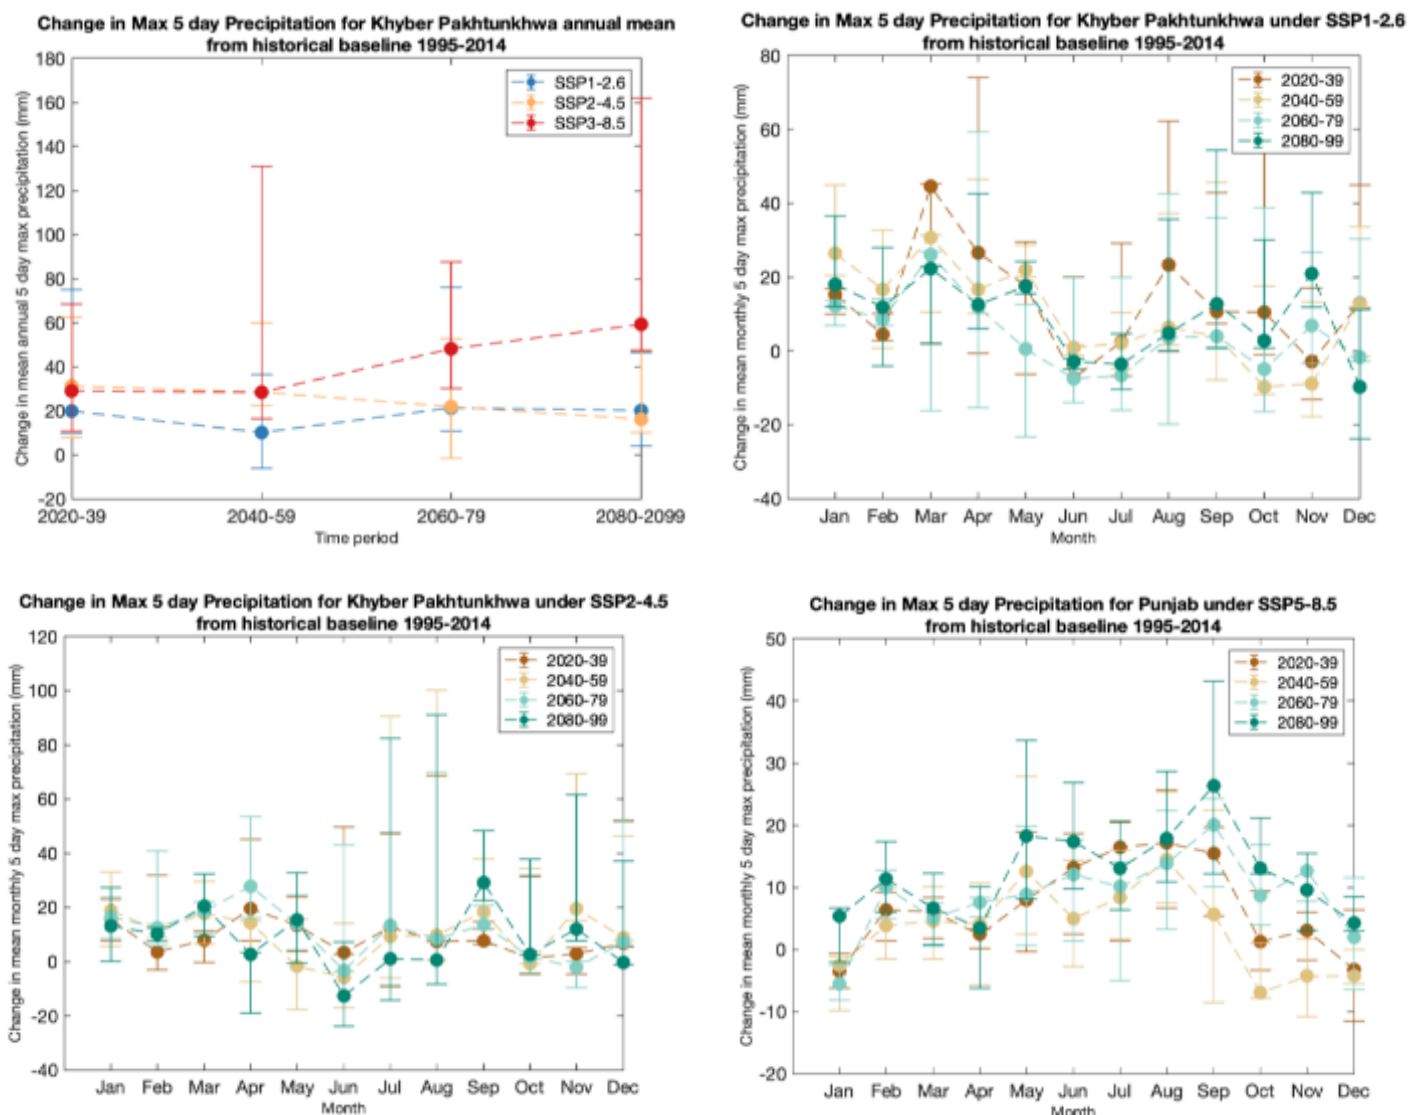 Change in Max 5 day Precipitation for Khyber Pakhtunkhwa annual mean
from historical baseline 1995-2014
180
160
140
120
100
80
60
40
20
0
-20
Change in mean annual 5 day max precipitation (mm)
SSP1-2.6
SSP2-4.5
SSP3-8.5
2020-39 2040-59 2060-79 2080-2099
Time period
Change in Max 5 day Precipitation for Khyber Pakhtunkhwa under SSP1-2.6
from historical baseline 1995-2014
80
60
40
20
0
-20
-40
Change in mean monthly 5 day max precipitation (mm)
2020-39
2040-59
2060-79
2080-99
Jan Feb Mar Apr May Jun Jul Aug Sep Oct Nov Dec
Month
Change in Max 5 day Precipitation for Khyber Pakhtunkhwa under SSP2-4.5
from historical baseline 1995-2014
120
100
80
60
40
20
0
-20
-40
Change in mean monthly 5 day max precipitation (mm)
2020-39
2040-59
2060-79
2080-99
Jan Feb Mar Apr May Jun Jul Aug Sep Oct Nov Dec
Month
Change in Max 5 day Precipitation for Punjab under SSP5-8.5
from historical baseline 1995-2014
50
40
30
20
10
0
-10
-20
Change in mean monthly 5 day max precipitation (mm)
2020-39
2040-59
2060-79
2080-99
Jan Feb Mar Apr May Jun Jul Aug Sep Oct Nov Dec
Month